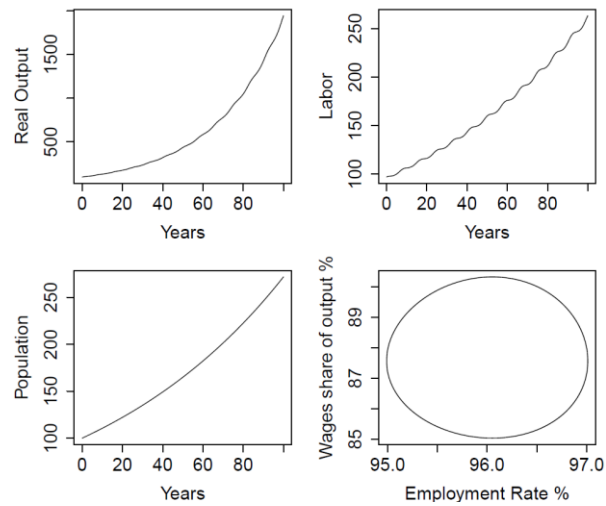 Real Output
500
1500
0 20 40 60 80
Years
Labor
100 150 200 250
0 20 40 60 80
Years
Population
100 150 200 250
0 20 40 60 80
Years
Wages share of output %
85 87 89
95.0 96.0 97.0
Employment Rate %